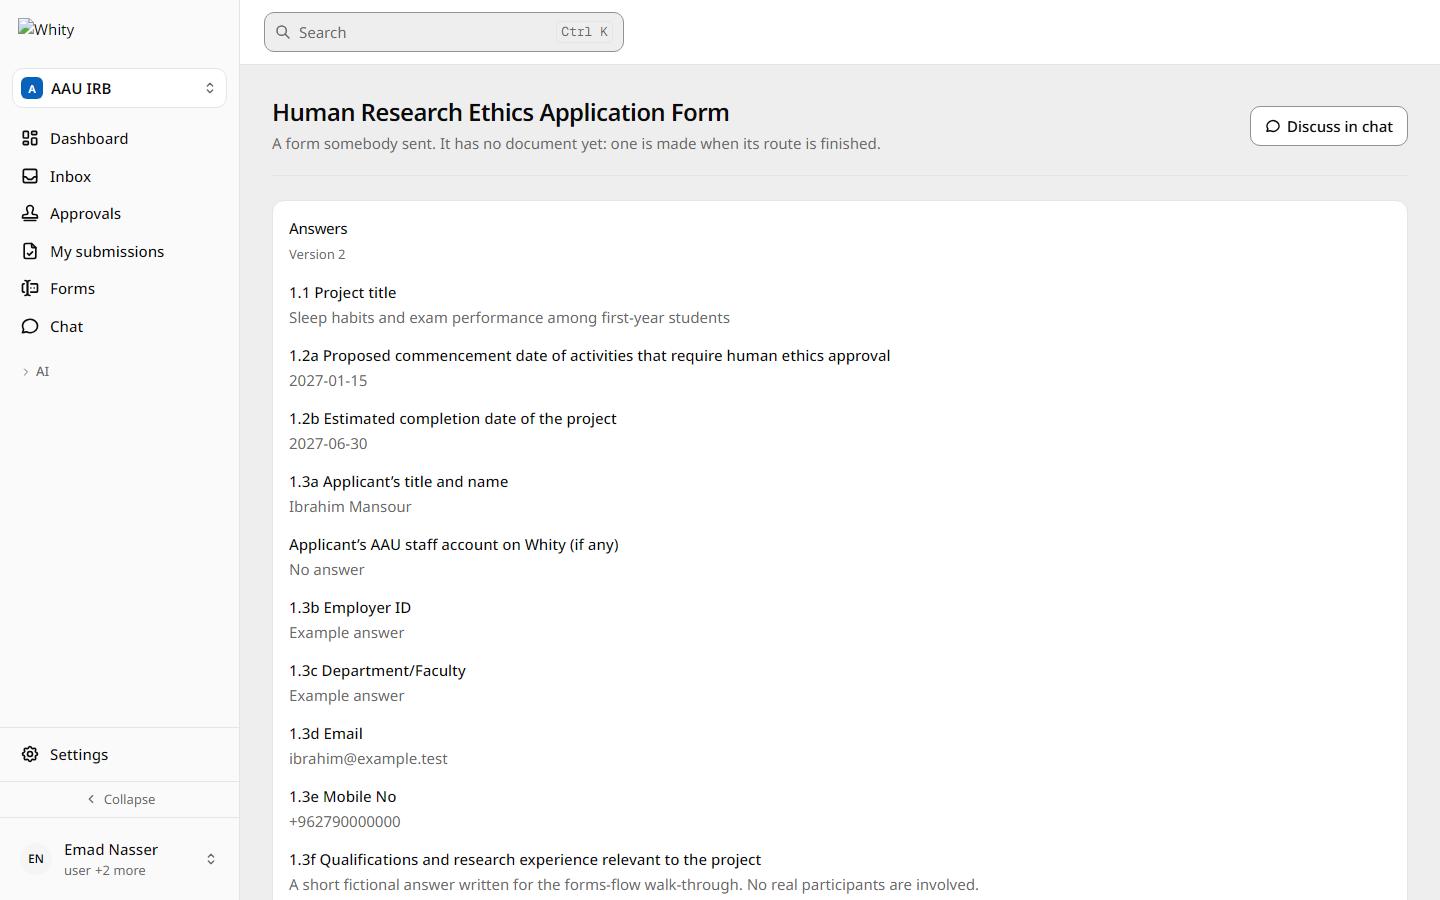 Whity
Search
Ctrl K
A
AAU IRB
Dashboard
Inbox
Approvals
My submissions
Forms
Chat
AI
Settings
Collapse
EN
Emad Nasser
user +2 more
Human Research Ethics Application Form
A form somebody sent. It has no document yet: one is made when its route is finished.
Discuss in chat
Answers
Version 2
1.1 Project title
Sleep habits and exam performance among first-year students
1.2a Proposed commencement date of activities that require human ethics approval
2027-01-15
1.2b Estimated completion date of the project
2027-06-30
1.3a Applicant’s title and name
Ibrahim Mansour
Applicant’s AAU staff account on Whity (if any)
No answer
1.3b Employer ID
Example answer
1.3c Department/Faculty
Example answer
1.3d Email
ibrahim@example.test
1.3e Mobile No
+962790000000
1.3f Qualifications and research experience relevant to the project
A short fictional answer written for the forms-flow walk-through. No real participants are involved.